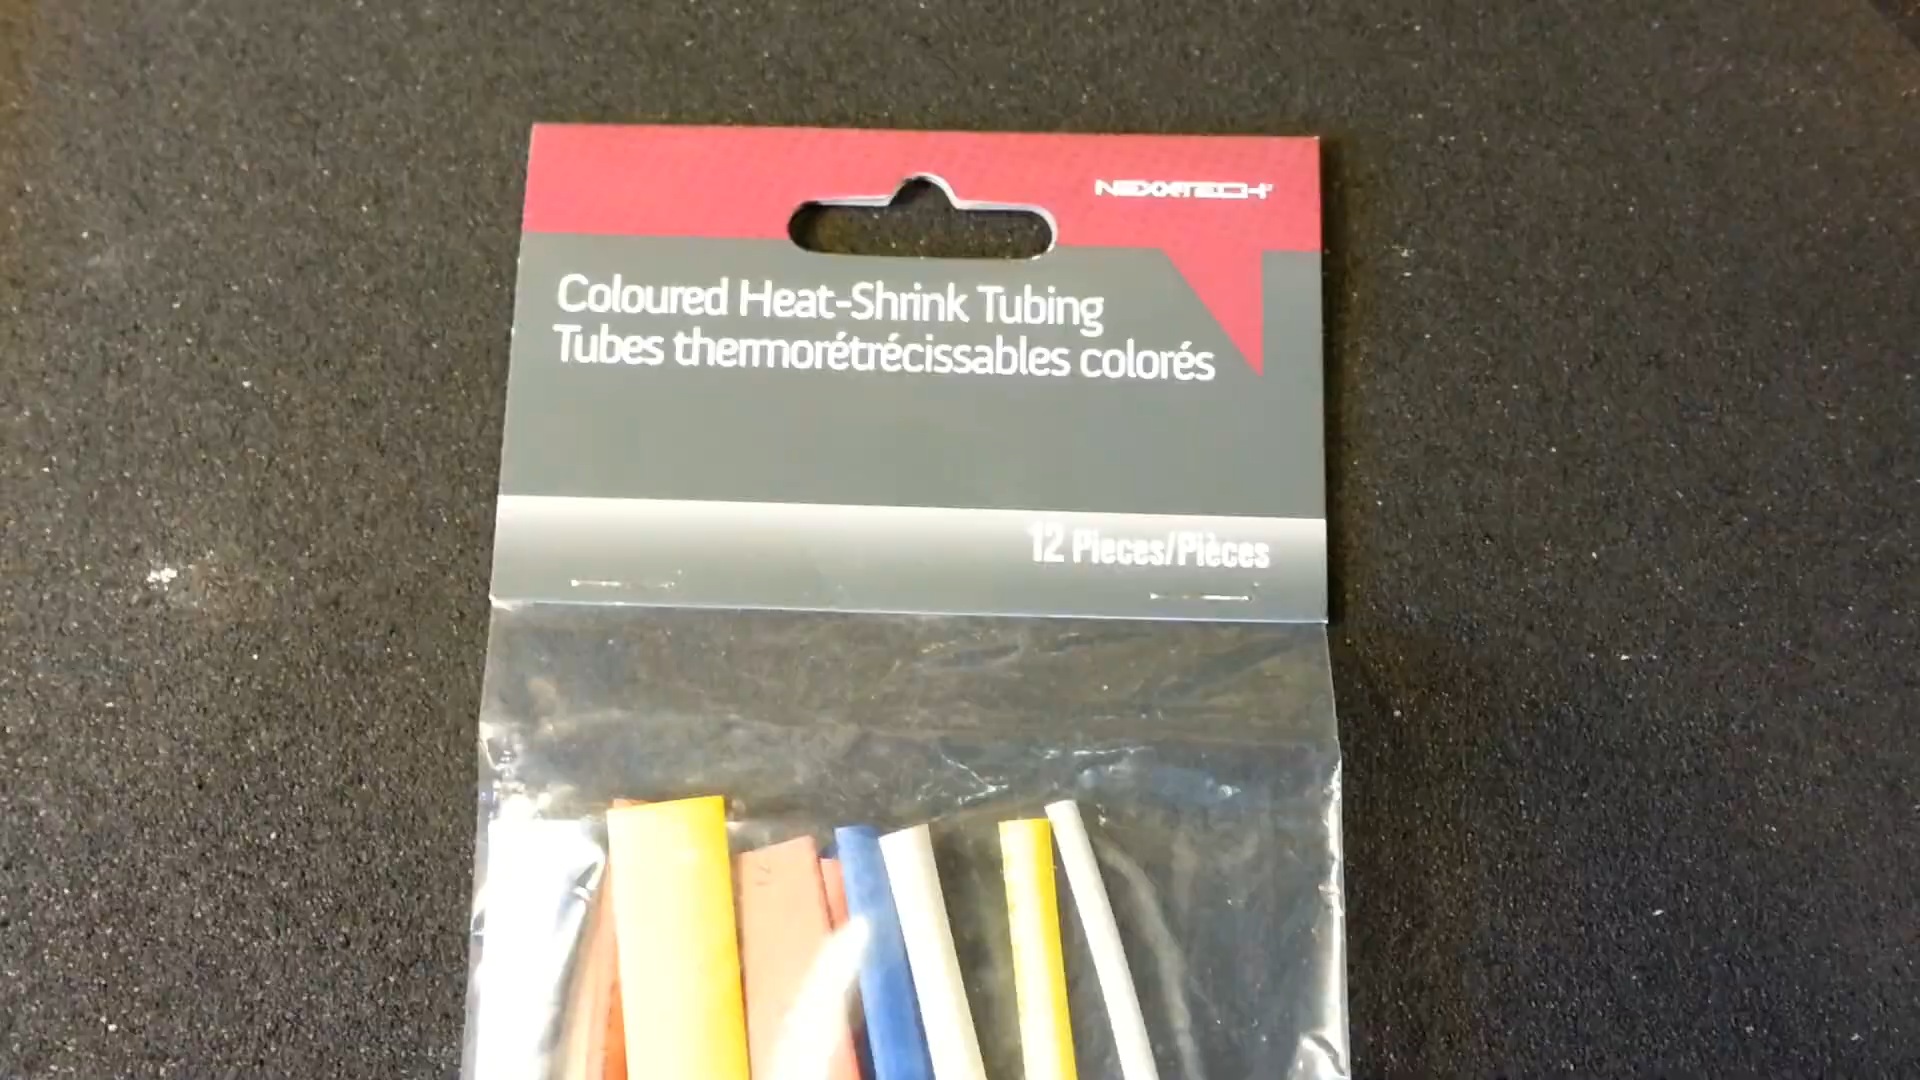 NEXXTECH
Coloured Heat-Shrink Tubing
Tubes thermorétrécissables colorés
12 Pieces/Pièces